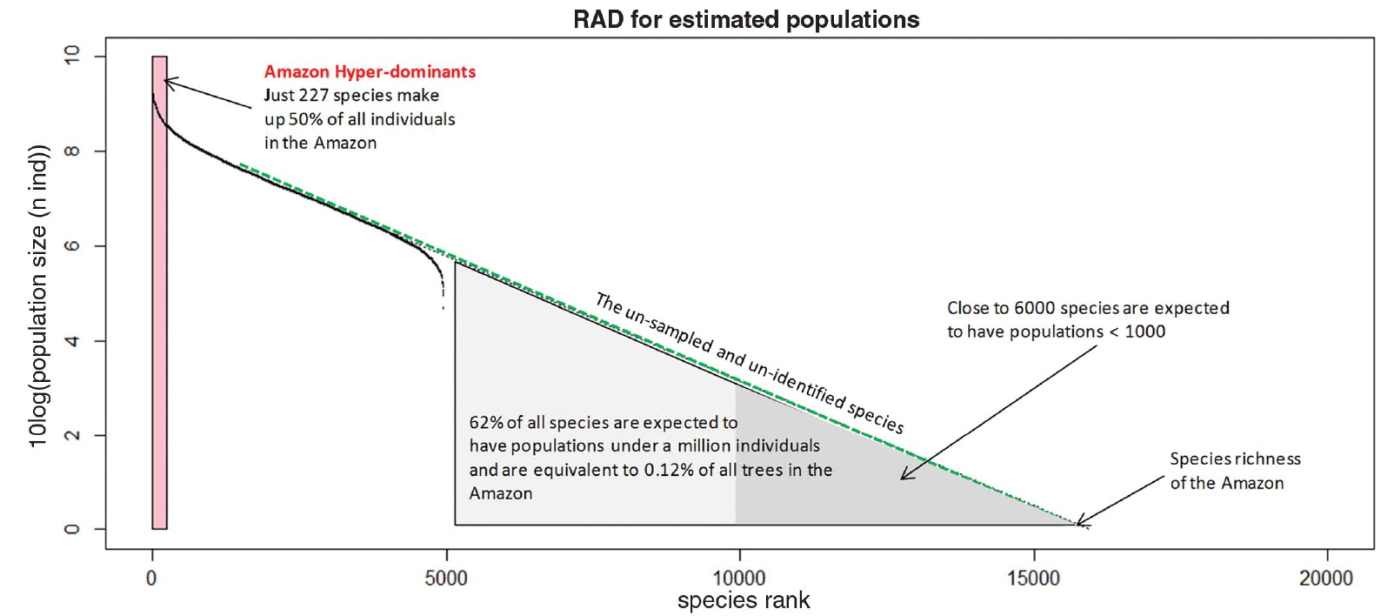 RAD for estimated populations
10log(population size (n ind))
10
8
6
4
2
0
Amazon Hyper-dominants
Just 227 species make
up 50% of all individuals
in the Amazon
The un-sampled and un-identified species
Close to 6000 species are expected
to have populations < 1000
62% of all species are expected to
have populations under a million individuals
and are equivalent to 0.12% of all trees in the
Amazon
Species richness
of the Amazon
0
5000
10000
15000
20000
species rank